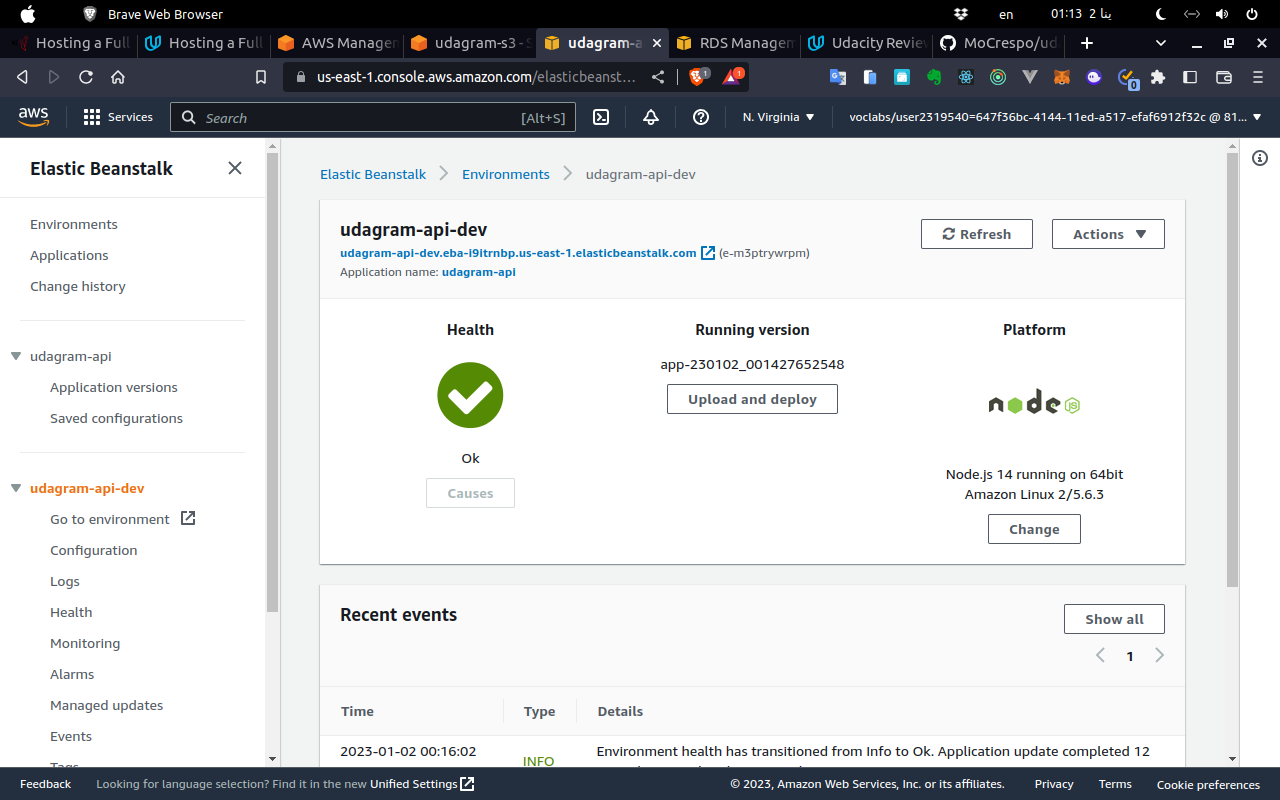 Brave Web Browser
en
01:13 2 ينا
Hosting a Full
Hosting a Full
AWS Manager
udagram-s3 - S
udagram-a
RDS Managem
Udacity Review
MoCrespo/ud
us-east-1.console.aws.amazon.com/elasticbeanst...
1
1
0
aws
Services
Search
[Alt+S]
N. Virginia
voclabs/user2319540=647f36bc-4144-11ed-a517-efaf6912f32c @ 81...
Elastic Beanstalk
Environments
Applications
Change history
udagram-api
Application versions
Saved configurations
udagram-api-dev
Go to environment
Configuration
Logs
Health
Monitoring
Alarms
Managed updates
Events
Tags
Elastic Beanstalk
Environments
udagram-api-dev
udagram-api-dev
udagram-api-dev.eba-i9itrnbp.us-east-1.elasticbeanstalk.com (e-m3ptrywrpm)
Application name: udagram-api
Refresh
Actions
Health
Ok
Causes
Running version
app-230102_001427652548
Upload and deploy
Platform
node JS
Node.js 14 running on 64bit
Amazon Linux 2/5.6.3
Change
Recent events
Show all
1
Time
Type
Details
2023-01-02 00:16:02
INFO
Environment health has transitioned from Info to Ok. Application update completed 12
Feedback
Looking for language selection? Find it in the new Unified Settings
© 2023, Amazon Web Services, Inc. or its affiliates.
Privacy
Terms
Cookie preferences